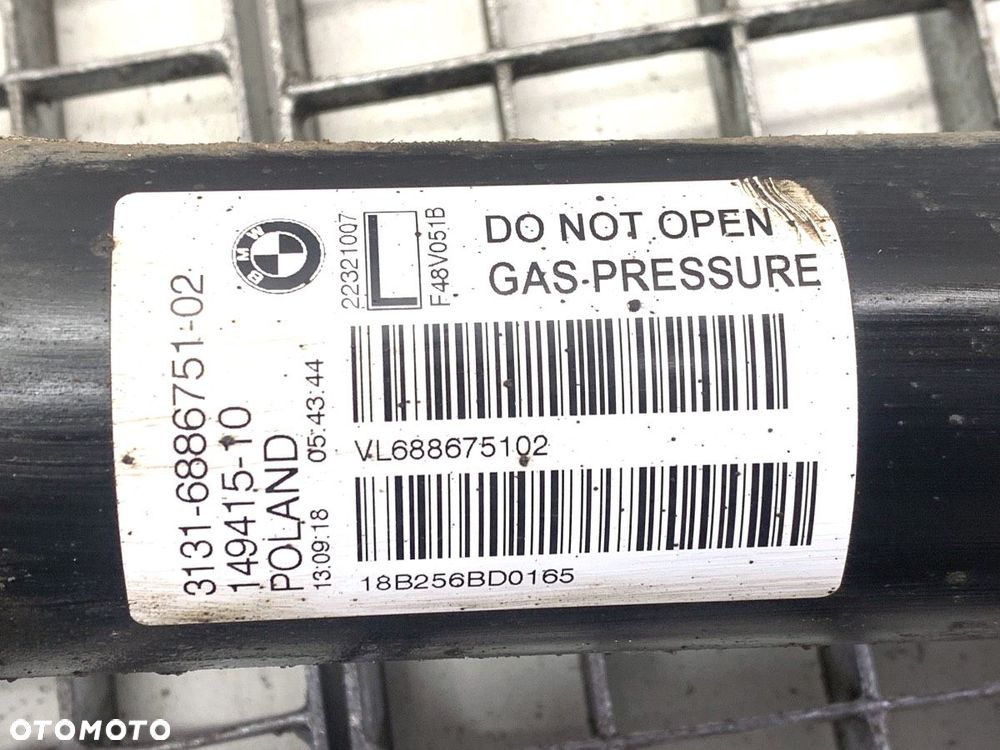 3131-6886751-02
149415-10
POLAND
13:09:18 05:43:44
BMW
22321007
L
F48V051B
DO NOT OPEN
GAS-PRESSURE
VL688675102
18B256BD0165
OTOMOTO